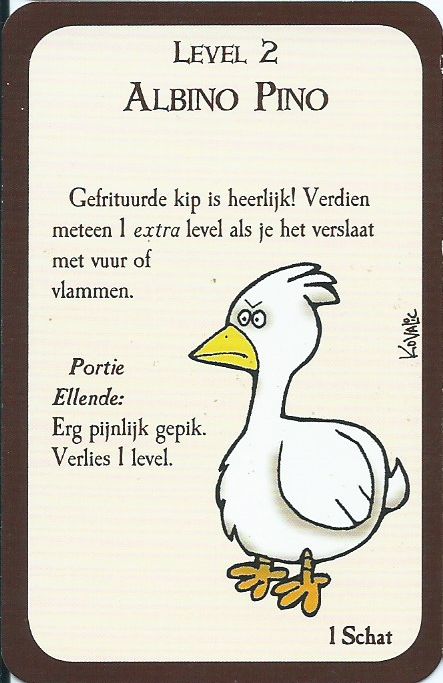 LEVEL 2
ALBINO PINO
Gefrituurde kip is heerlijk! Verdien
meteen 1 extra level als je het verslaat
met vuur of
vlammen.
Portie
Ellende:
Erg pijnlijk gepik.
Verlies 1 level.
KOVALIC
1 Schat